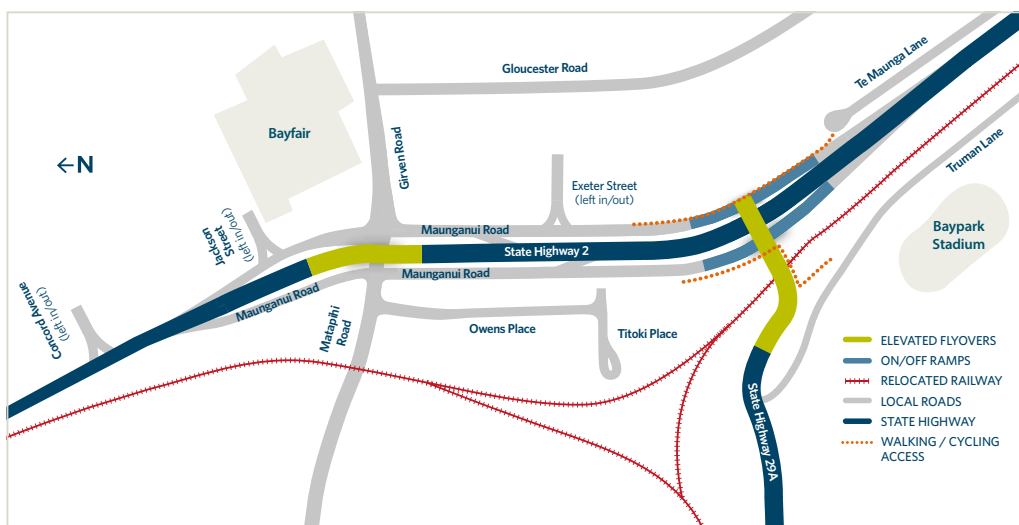 Te Maunga Lane
Gloucester Road
Bayfair
Girven Road
←N
Truman Lane
Exeter Street
(left in/out)
Jackson
Street
(left in/out)
Maunganui Road
Baypark
Stadium
State Highway 2
Maunganui Road
Concord Avenue
(left in/out)
Maunganui Road
Matapihi
Road
Owens Place
Titoki Place
State Highway 29A
ELEVATED FLYOVERS
ON/OFF RAMPS
RELOCATED RAILWAY
LOCAL ROADS
STATE HIGHWAY
WALKING / CYCLING
ACCESS